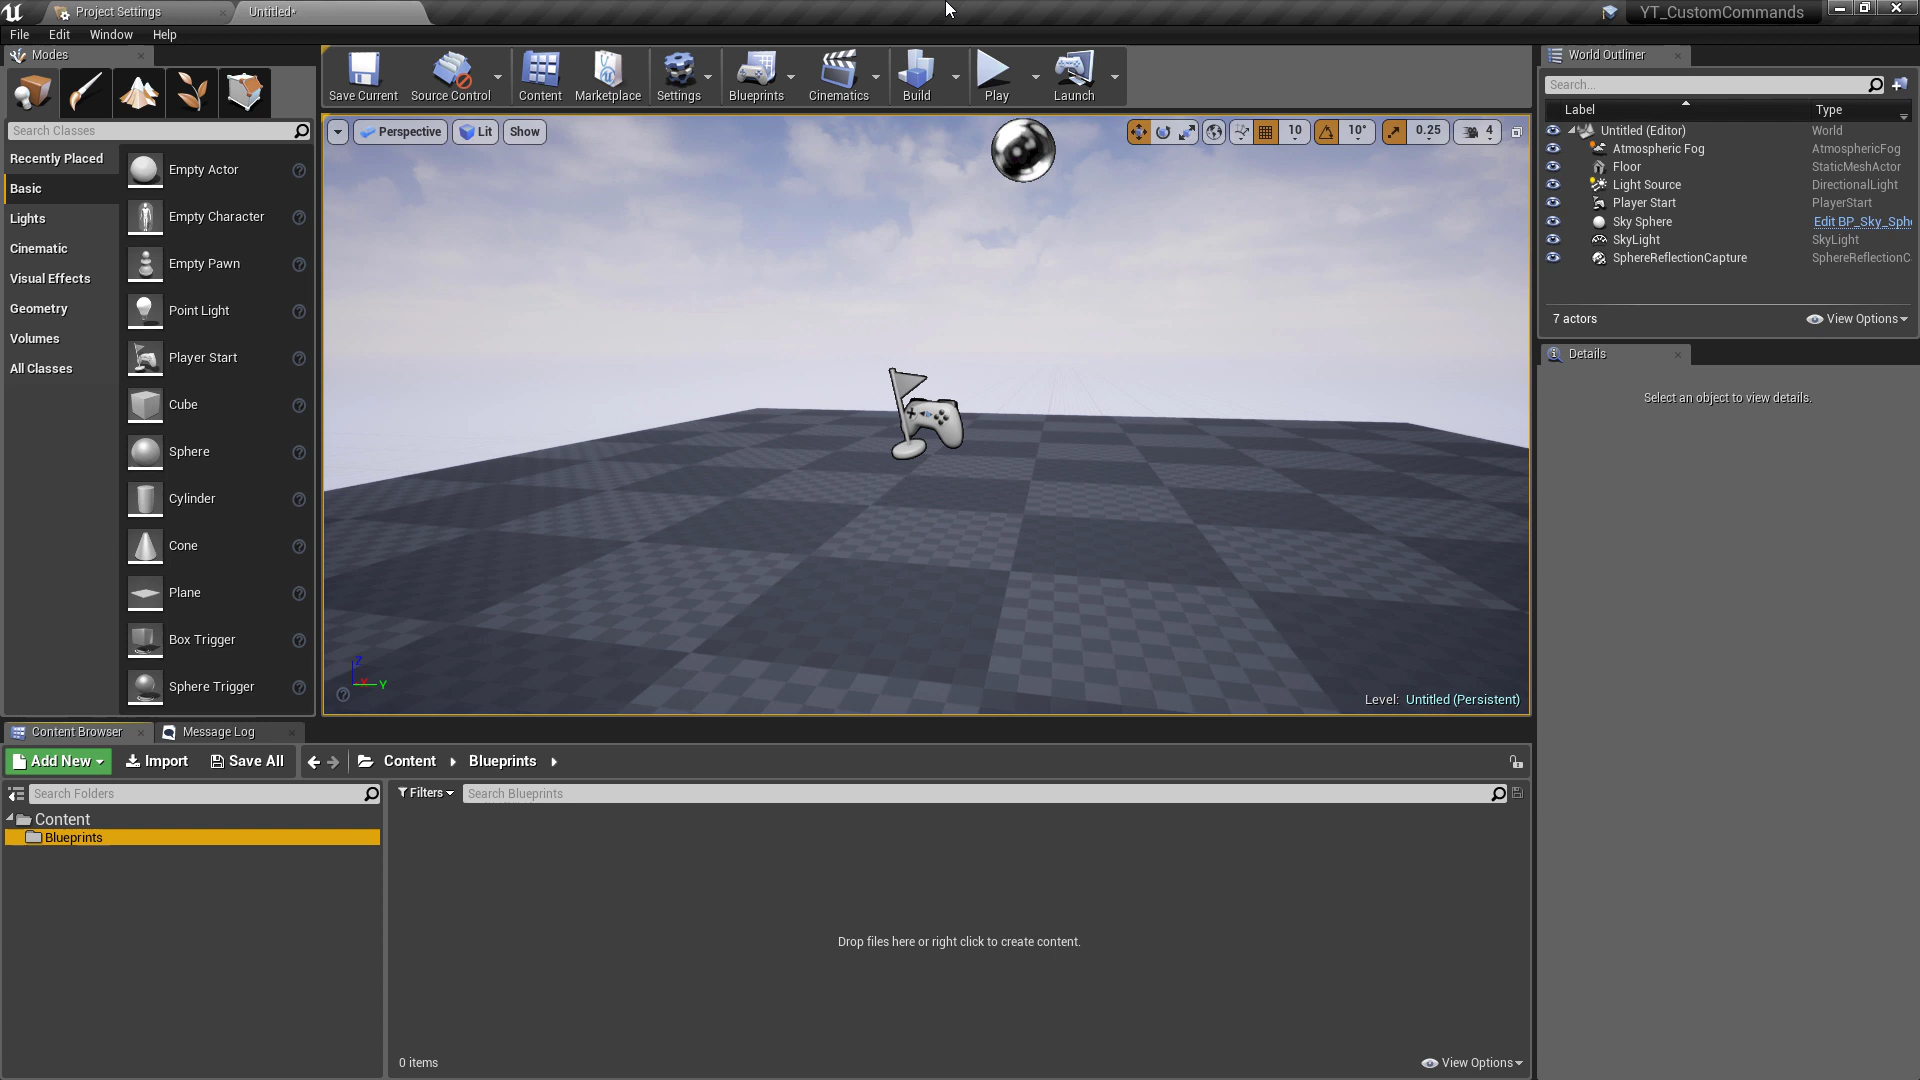 Project Settings
Untitled*
YT_CustomCommands
File Edit Window Help
Modes
Search Classes
Recently Placed
Basic
Lights
Cinematic
Visual Effects
Geometry
Volumes
All Classes
Empty Actor
Empty Character
Empty Pawn
Point Light
Player Start
Cube
Sphere
Cylinder
Cone
Plane
Box Trigger
Sphere Trigger
Save Current
Source Control
Content
Marketplace
Settings
Blueprints
Cinematics
Build
Play
Launch
Perspective
Lit
Show
10
10°
0.25
4
Z
X
Y
Level: Untitled (Persistent)
World Outliner
Search...
Label Type
Untitled (Editor) World
Atmospheric Fog AtmosphericFog
Floor StaticMeshActor
Light Source DirectionalLight
Player Start PlayerStart
Sky Sphere Edit BP_Sky_Sph
SkyLight SkyLight
SphereReflectionCapture SphereReflectionC
7 actors
View Options
Details
Select an object to view details.
Content Browser
Message Log
Add New
Import
Save All
Content
Blueprints
Search Folders
Content
Blueprints
Filters
Search Blueprints
Drop files here or right click to create content.
0 items
View Options